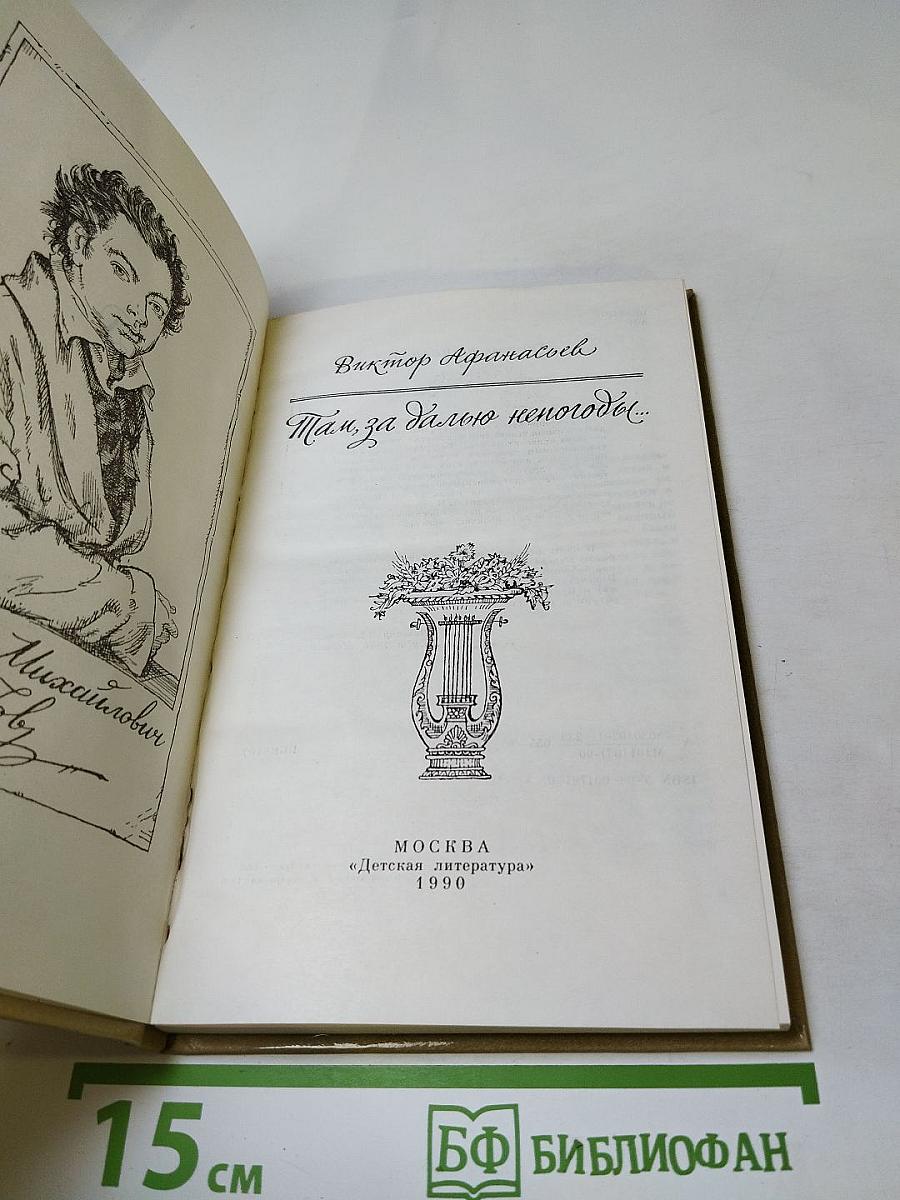 Михайлович
Виктор Афанасьев
Там, за далью непогоды...
МОСКВА
«Детская литература»
1990
15 см
БФ БИБЛИОФАН